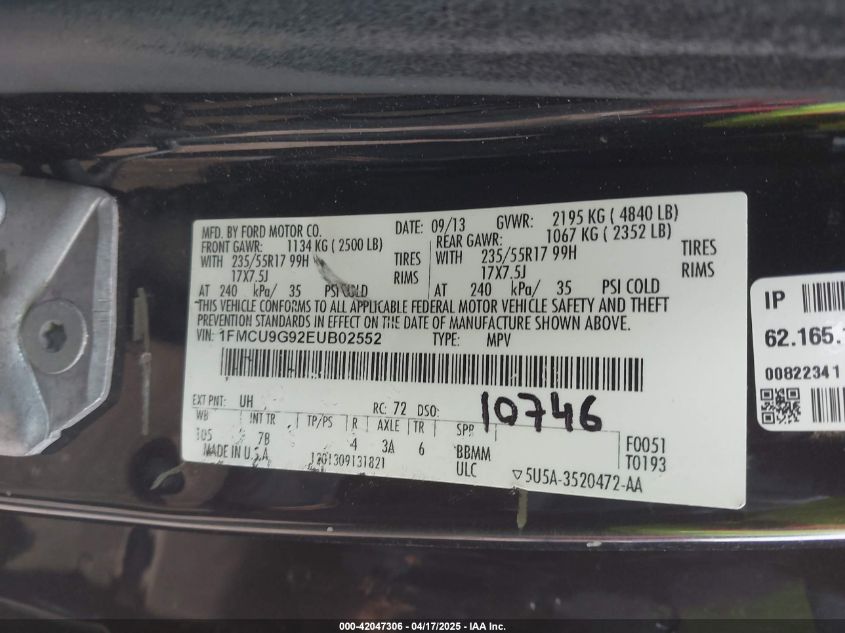 MFD. BY FORD MOTOR CO. DATE: 09/13 GVWR: 2195 KG ( 4840 LB)
FRONT GAWR: 1134 KG ( 2500 LB) REAR GAWR: 1067 KG ( 2352 LB)
WITH 235/55R17 99H TIRES WITH 235/55R17 99H TIRES
17X7.5J RIMS 17X7.5J RIMS
AT 240 kPa/ 35 PSI COLD AT 240 kPa/ 35 PSI COLD
THIS VEHICLE CONFORMS TO ALL APPLICABLE FEDERAL MOTOR VEHICLE SAFETY AND THEFT
PREVENTION STANDARDS IN EFFECT ON THE DATE OF MANUFACTURE SHOWN ABOVE.
VIN: 1FMCU9G92EUB02552 TYPE: MPV
EXT PNT: UH RC: 72 DSO: 10746
WB INT TR TP/PS R AXLE TR SPR
105 7B 4 3A 6 BBMM F0051
MADE IN U.S.A 1201309131821 ULC T0193
▽5U5A-3520472-AA
IP
62.165.
00822341
000-42047306 - 04/17/2025 - IAA Inc.